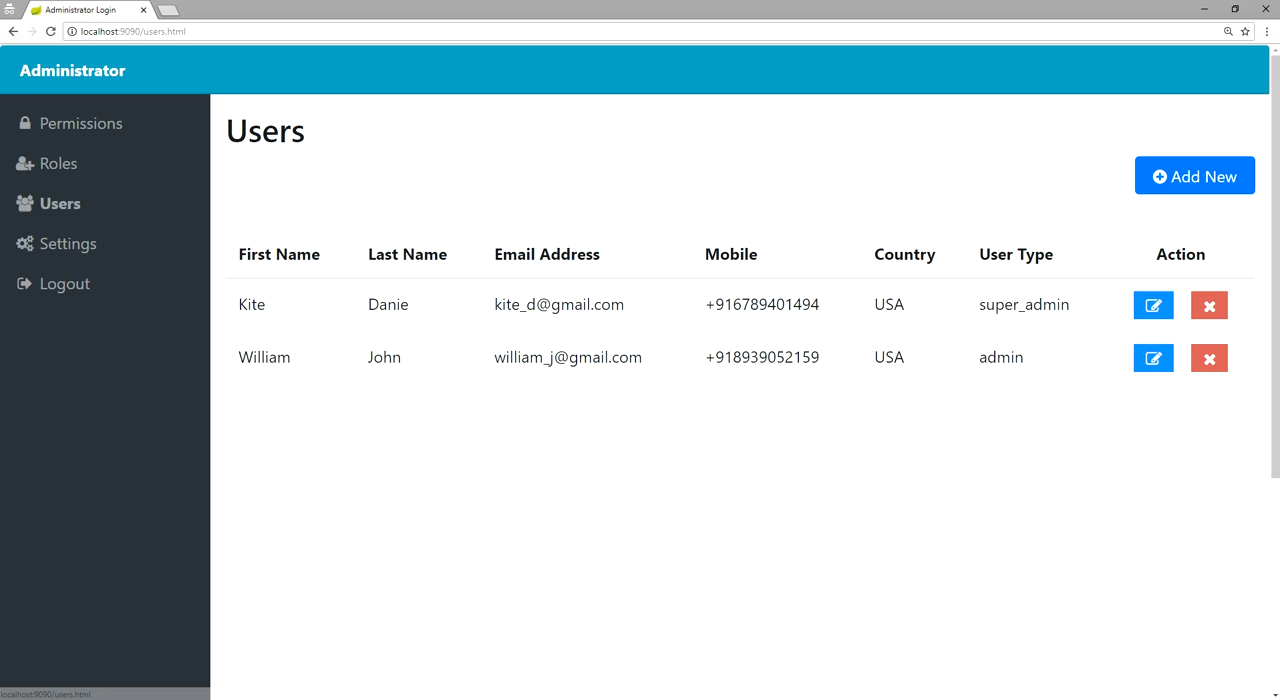 Administrator Login
localhost:9090/users.html
Administrator
Permissions
Roles
Users
Settings
Logout
Users
Add New
First Name Last Name Email Address Mobile Country User Type Action
Kite Danie kite_d@gmail.com +916789401494 USA super_admin
William John william_j@gmail.com +918939052159 USA admin
localhost:9090/users.html